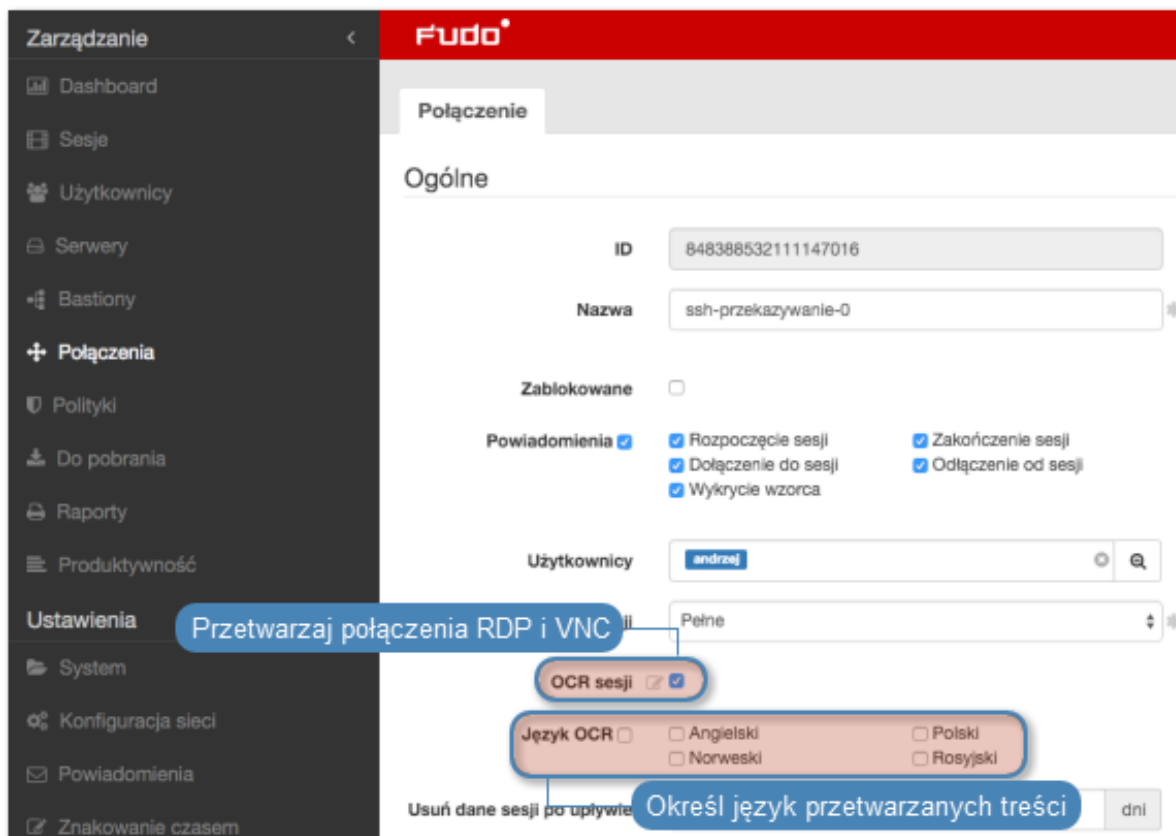 Zarządzanie
Fudo
Dashboard
Połączenie
Sesje
Ogólne
Użytkownicy
Serwery
ID 848388532111147016
Bastiony
Nazwa ssh-przekazywanie-0
Połączenia
Zablokowane
Polityki
Powiadomienia Rozpoczęcie sesji Zakończenie sesji
Do pobrania
Dołączenie do sesji Odłączenie od sesji
Wykrycie wzorca
Raporty
Produktywność
Użytkownicy andrzej
Ustawienia
Przetwarzaj połączenia RDP i VNC
Pełne
System
OCR sesji
Konfiguracja sieci
Język OCR Angielski Polski
Norweski Rosyjski
Powiadomienia
Usuń dane sesji po upływie
Określ język przetwarzanych treści
dni
Znakowanie czasem